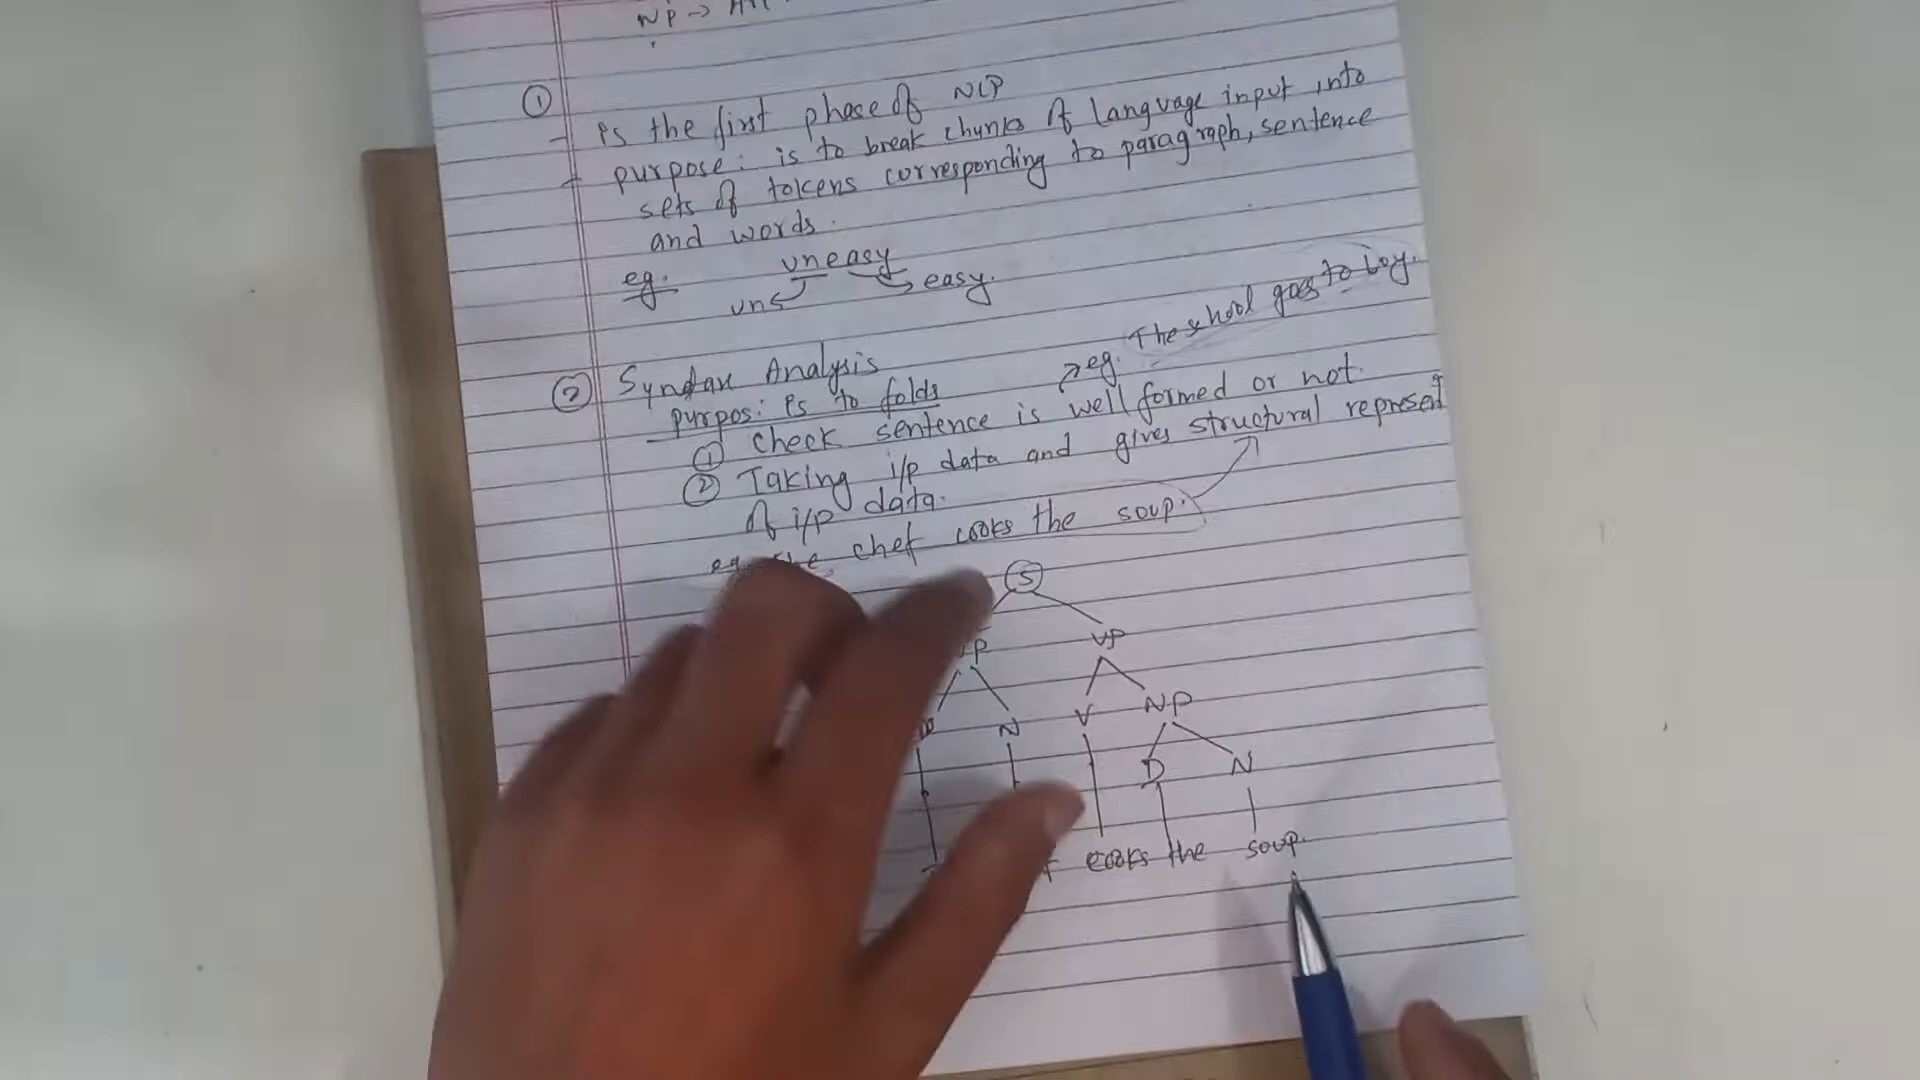 NP →
①
is the first phase of NLP
purpose: is to break chunks of language input into
sets of tokens corresponding to paragraph, sentence
and words.
eg. uneasy
un easy.
eg. The school goes to boy.
② Syntax Analysis
purpos: is to folds
① check sentence is well formed or not.
② Taking i/p data and gives structural represent
of i/p data.
eg. the chef cooks the soup.
S
VP
N V NP
D N
cooks the soup.